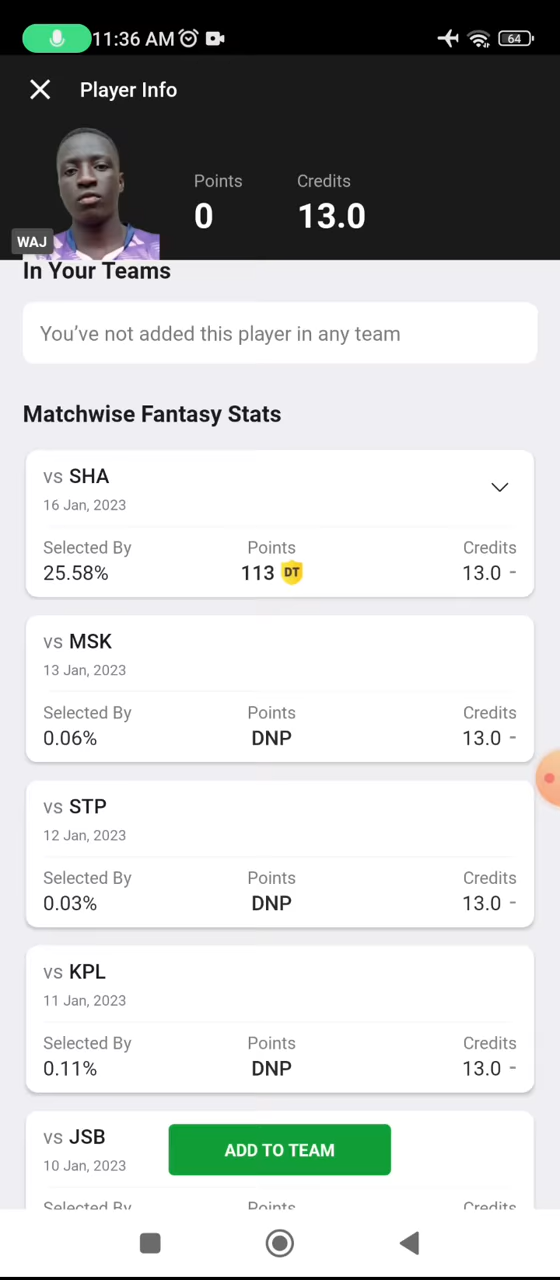 11:36 AM
64
Player Info
Points
Credits
0
13.0
WAJ
In Your Teams
You've not added this player in any team
Matchwise Fantasy Stats
vs SHA
16 Jan, 2023
Selected By
Points
Credits
25.58%
113 DT
13.0 -
vs MSK
13 Jan, 2023
Selected By
Points
Credits
0.06%
DNP
13.0 -
vs STP
12 Jan, 2023
Selected By
Points
Credits
0.03%
DNP
13.0 -
vs KPL
11 Jan, 2023
Selected By
Points
Credits
0.11%
DNP
13.0 -
vs JSB
10 Jan, 2023
ADD TO TEAM
Selected By
Points
Credits